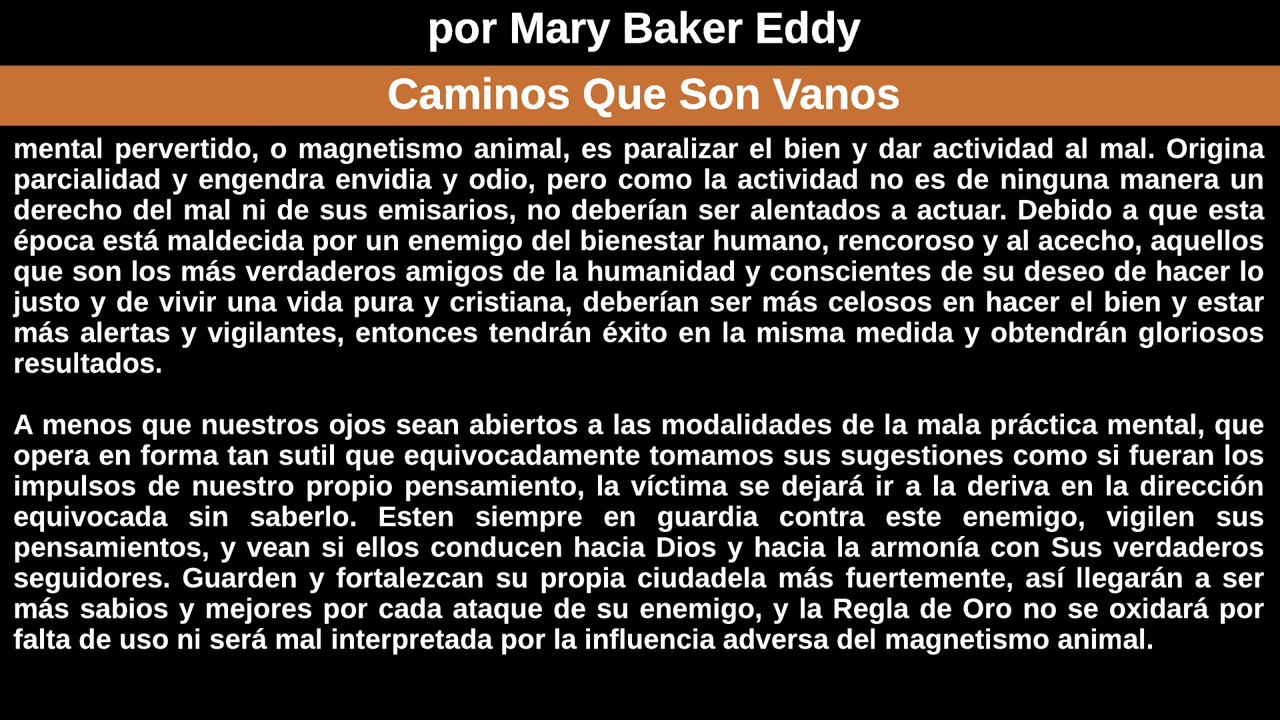 por Mary Baker Eddy
Caminos Que Son Vanos
mental pervertido, o magnetismo animal, es paralizar el bien y dar actividad al mal. Origina
parcialidad y engendra envidia y odio, pero como la actividad no es de ninguna manera un
derecho del mal ni de sus emisarios, no deberían ser alentados a actuar. Debido a que esta
época está maldecida por un enemigo del bienestar humano, rencoroso y al acecho, aquellos
que son los más verdaderos amigos de la humanidad y conscientes de su deseo de hacer lo
justo y de vivir una vida pura y cristiana, deberían ser más celosos en hacer el bien y estar
más alertas y vigilantes, entonces tendrán éxito en la misma medida y obtendrán gloriosos
resultados.
A menos que nuestros ojos sean abiertos a las modalidades de la mala práctica mental, que
opera en forma tan sutil que equivocadamente tomamos sus sugestiones como si fueran los
impulsos de nuestro propio pensamiento, la víctima se dejará ir a la deriva en la dirección
equivocada sin saberlo. Esten siempre en guardia contra este enemigo, vigilen sus
pensamientos, y vean si ellos conducen hacia Dios y hacia la armonía con Sus verdaderos
seguidores. Guarden y fortalezcan su propia ciudadela más fuertemente, así llegarán a ser
más sabios y mejores por cada ataque de su enemigo, y la Regla de Oro no se oxidará por
falta de uso ni será mal interpretada por la influencia adversa del magnetismo animal.